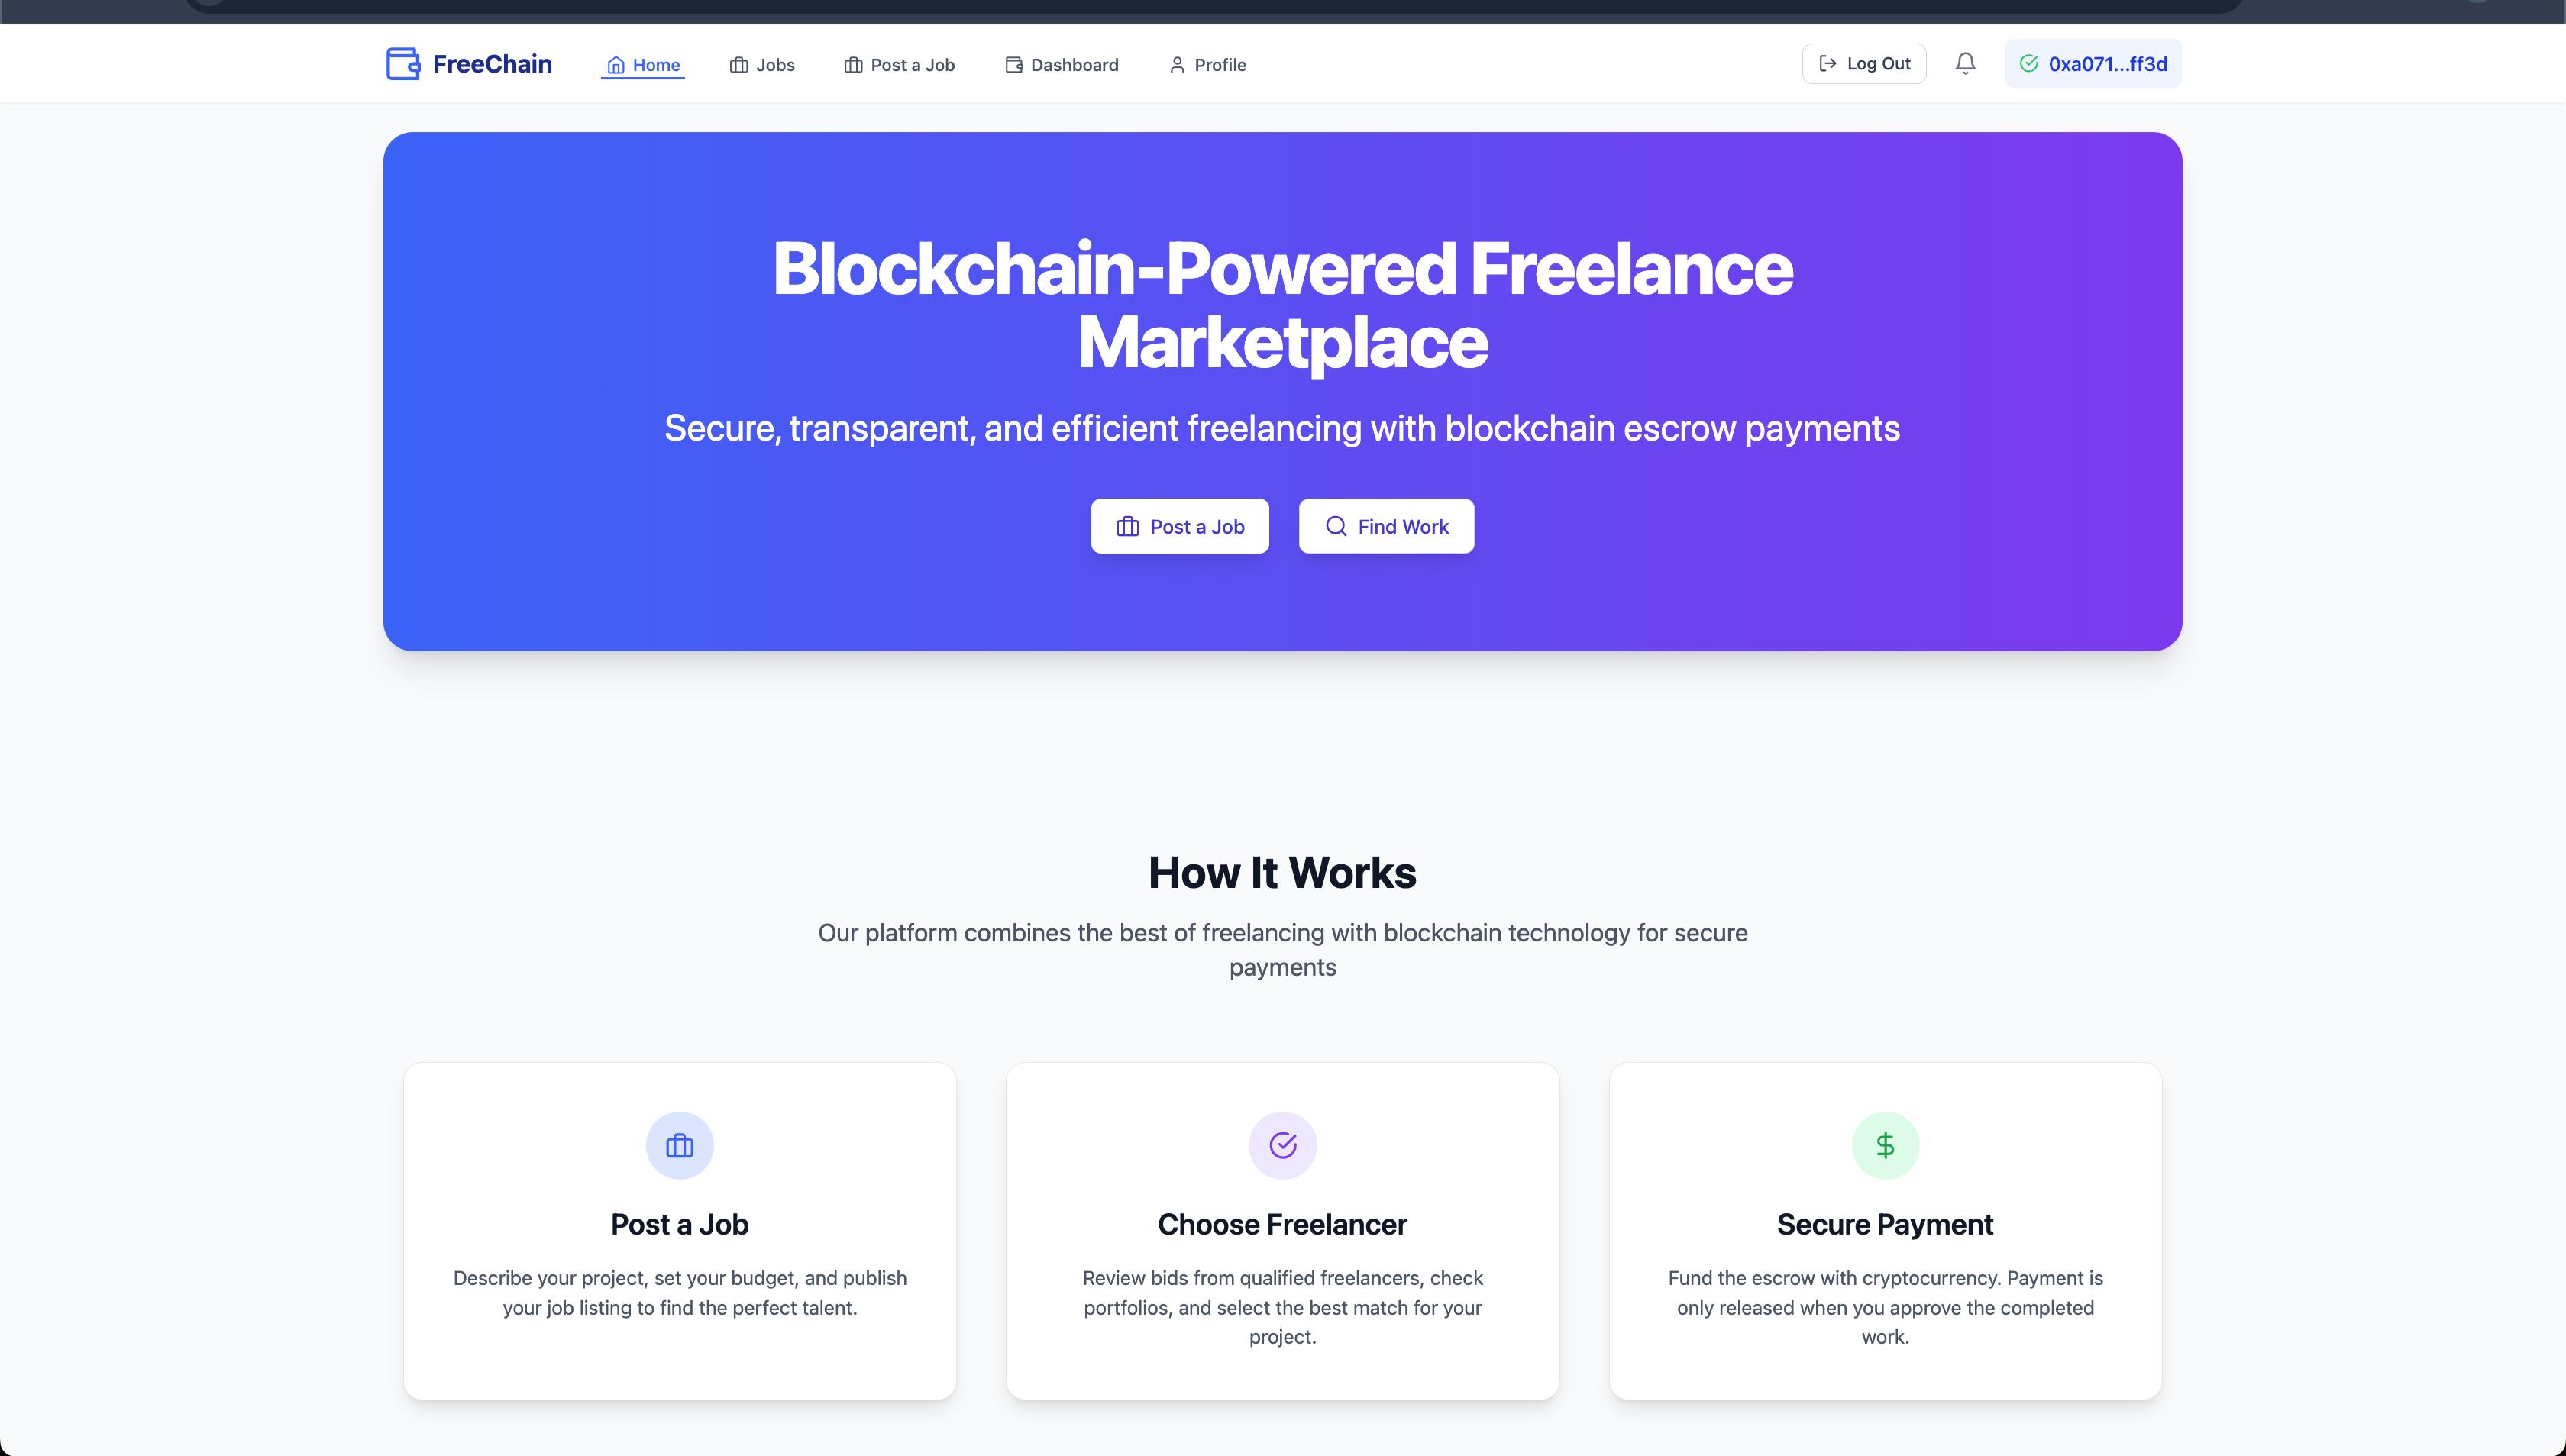 FreeChain
Home
Jobs
Post a Job
Dashboard
Profile
Log Out
0xa071...ff3d
Blockchain-Powered Freelance
Marketplace
Secure, transparent, and efficient freelancing with blockchain escrow payments
Post a Job
Find Work
How It Works
Our platform combines the best of freelancing with blockchain technology for secure
payments
Post a Job
Describe your project, set your budget, and publish
your job listing to find the perfect talent.
Choose Freelancer
Review bids from qualified freelancers, check
portfolios, and select the best match for your
project.
Secure Payment
Fund the escrow with cryptocurrency. Payment is
only released when you approve the completed
work.